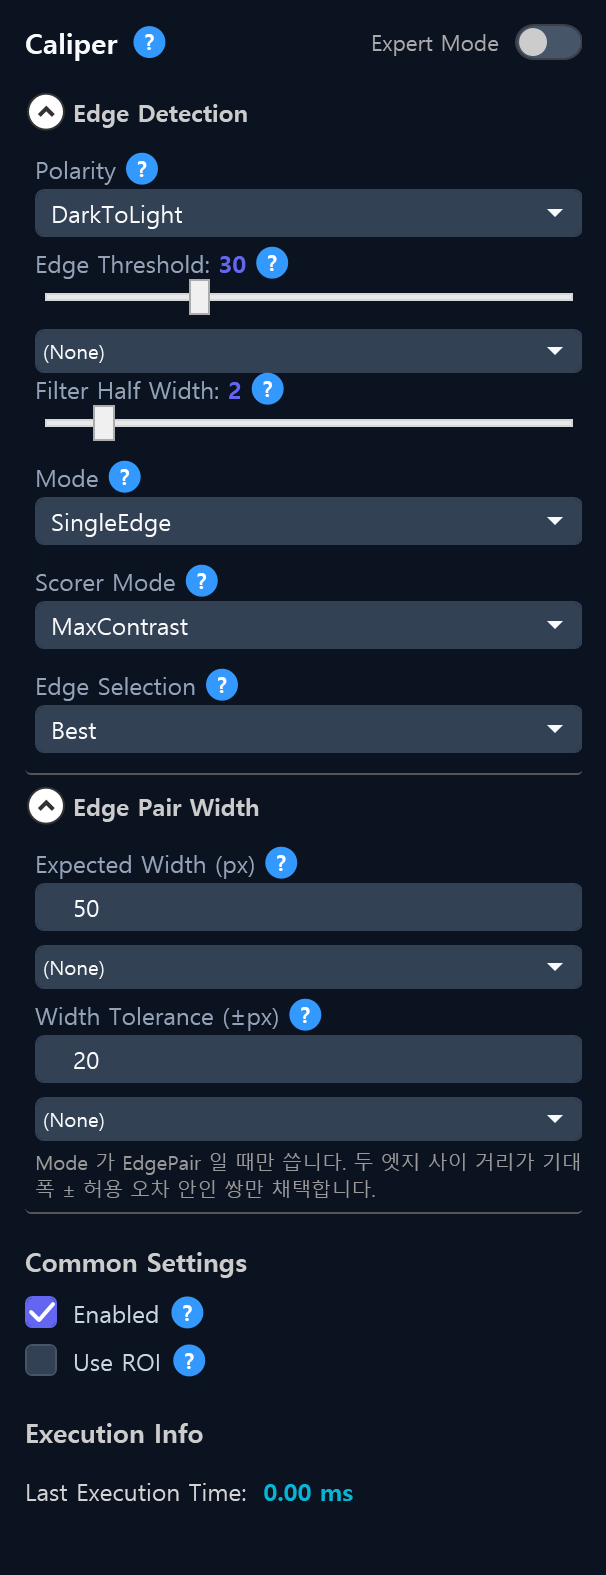 Caliper ? Expert Mode
Edge Detection
Polarity ?
DarkToLight
Edge Threshold: 30 ?
(None)
Filter Half Width: 2 ?
Mode ?
SingleEdge
Scorer Mode ?
MaxContrast
Edge Selection ?
Best
Edge Pair Width
Expected Width (px) ?
50
(None)
Width Tolerance (±px) ?
20
(None)
Mode 가 EdgePair 일 때만 씁니다. 두 엣지 사이 거리가 기대
폭 ± 허용 오차 안인 쌍만 채택합니다.
Common Settings
Enabled ?
Use ROI ?
Execution Info
Last Execution Time: 0.00 ms